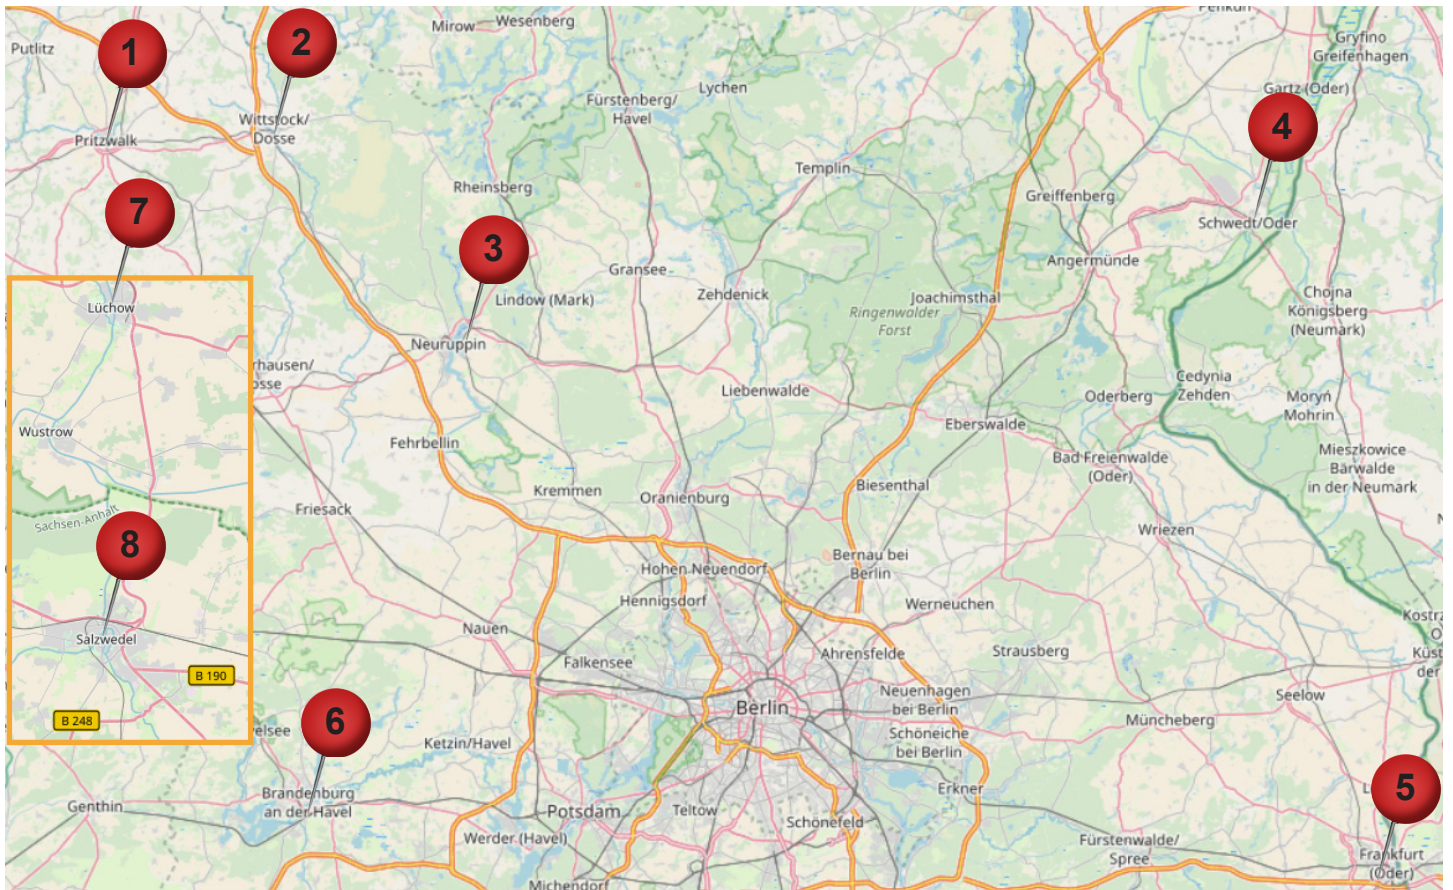 Putlitz
1
2
Mirow
Wesenberg
Penkun
Gryfino
Greifenhagen
Pritzwalk
Wittstock/
Dosse
Fürstenberg/
Havel
Lychen
Gartz (Oder)
4
Templin
Rheinsberg
Greiffenberg
7
Schwedt/Oder
3
Gransee
Angermünde
Lindow (Mark)
Zehdenick
Joachimsthal
Ringenwalder
Forst
Chojna
Königsberg
(Neumark)
Lüchow
Neuruppin
rhausen/
osse
Liebenwalde
Cedynia
Zehden
Oderberg
Moryń
Mohrin
Wustrow
Fehrbellin
Eberswalde
Bad Freienwalde
(Oder)
Mieszkowice
Bärwalde
in der Neumark
Kremmen
Oranienburg
Biesenthal
Friesack
Sachsen-Anhalt
Wriezen
8
Hohen Neuendorf
Bernau bei
Berlin
Hennigsdorf
Werneuchen
Kostrz
Küst
der
Salzwedel
Nauen
Falkensee
Ahrensfelde
Strausberg
B 190
Neuenhagen
bei Berlin
Seelow
B 248
6
Berlin
Müncheberg
elsee
Ketzin/Havel
Schöneiche
bei Berlin
5
Genthin
Brandenburg
an der Havel
Potsdam
Teltow
Erkner
Werder (Havel)
Schönefeld
Fürstenwalde/
Spree
Frankfurt
(Oder)
Michendorf